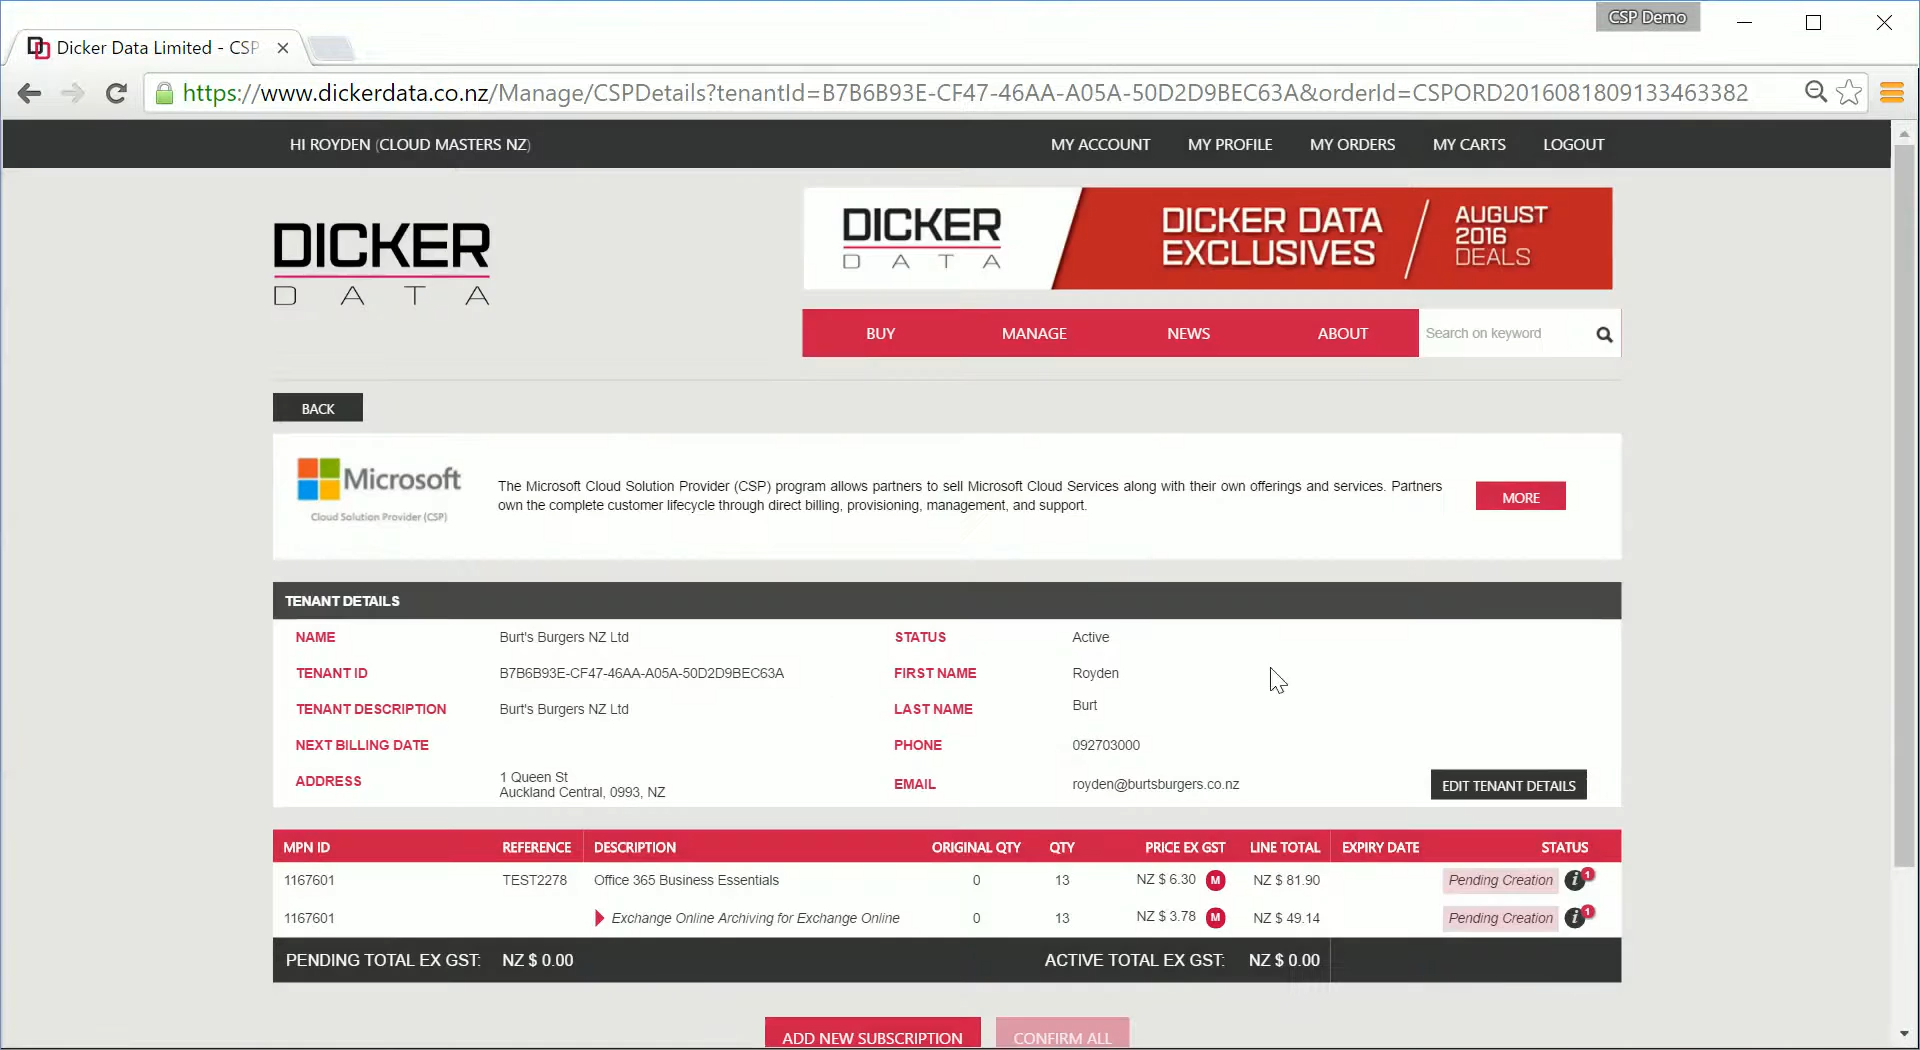 CSP Demo
Dicker Data Limited - CSP
https://www.dickerdata.co.nz/Manage/CSPDetails?tenantId=B7B6B93E-CF47-46AA-A05A-50D2D9BEC63A&orderId=CSPORD2016081809133463382
HI ROYDEN (CLOUD MASTERS NZ) MY ACCOUNT MY PROFILE MY ORDERS MY CARTS LOGOUT
DICKER
DATA
DICKER
DATA
DICKER DATA
EXCLUSIVES
AUGUST
2016
DEALS
BUY MANAGE NEWS ABOUT Search on keyword
BACK
Microsoft
Cloud Solution Provider (CSP)
The Microsoft Cloud Solution Provider (CSP) program allows partners to sell Microsoft Cloud Services along with their own offerings and services. Partners
own the complete customer lifecycle through direct billing, provisioning, management, and support.
MORE
TENANT DETAILS
NAME Burt's Burgers NZ Ltd STATUS Active
TENANT ID B7B6B93E-CF47-46AA-A05A-50D2D9BEC63A FIRST NAME Royden
TENANT DESCRIPTION Burt's Burgers NZ Ltd LAST NAME Burt
NEXT BILLING DATE PHONE 092703000
ADDRESS 1 Queen St
Auckland Central, 0993, NZ
EMAIL royden@burtsburgers.co.nz EDIT TENANT DETAILS
MPN ID REFERENCE DESCRIPTION ORIGINAL QTY QTY PRICE EX GST LINE TOTAL EXPIRY DATE STATUS
1167601 TEST2278 Office 365 Business Essentials 0 13 NZ $ 6.30 M NZ $ 81.90 Pending Creation i 1
1167601 Exchange Online Archiving for Exchange Online 0 13 NZ $ 3.78 M NZ $ 49.14 Pending Creation i 1
PENDING TOTAL EX GST: NZ $ 0.00 ACTIVE TOTAL EX GST: NZ $ 0.00
ADD NEW SUBSCRIPTION CONFIRM ALL